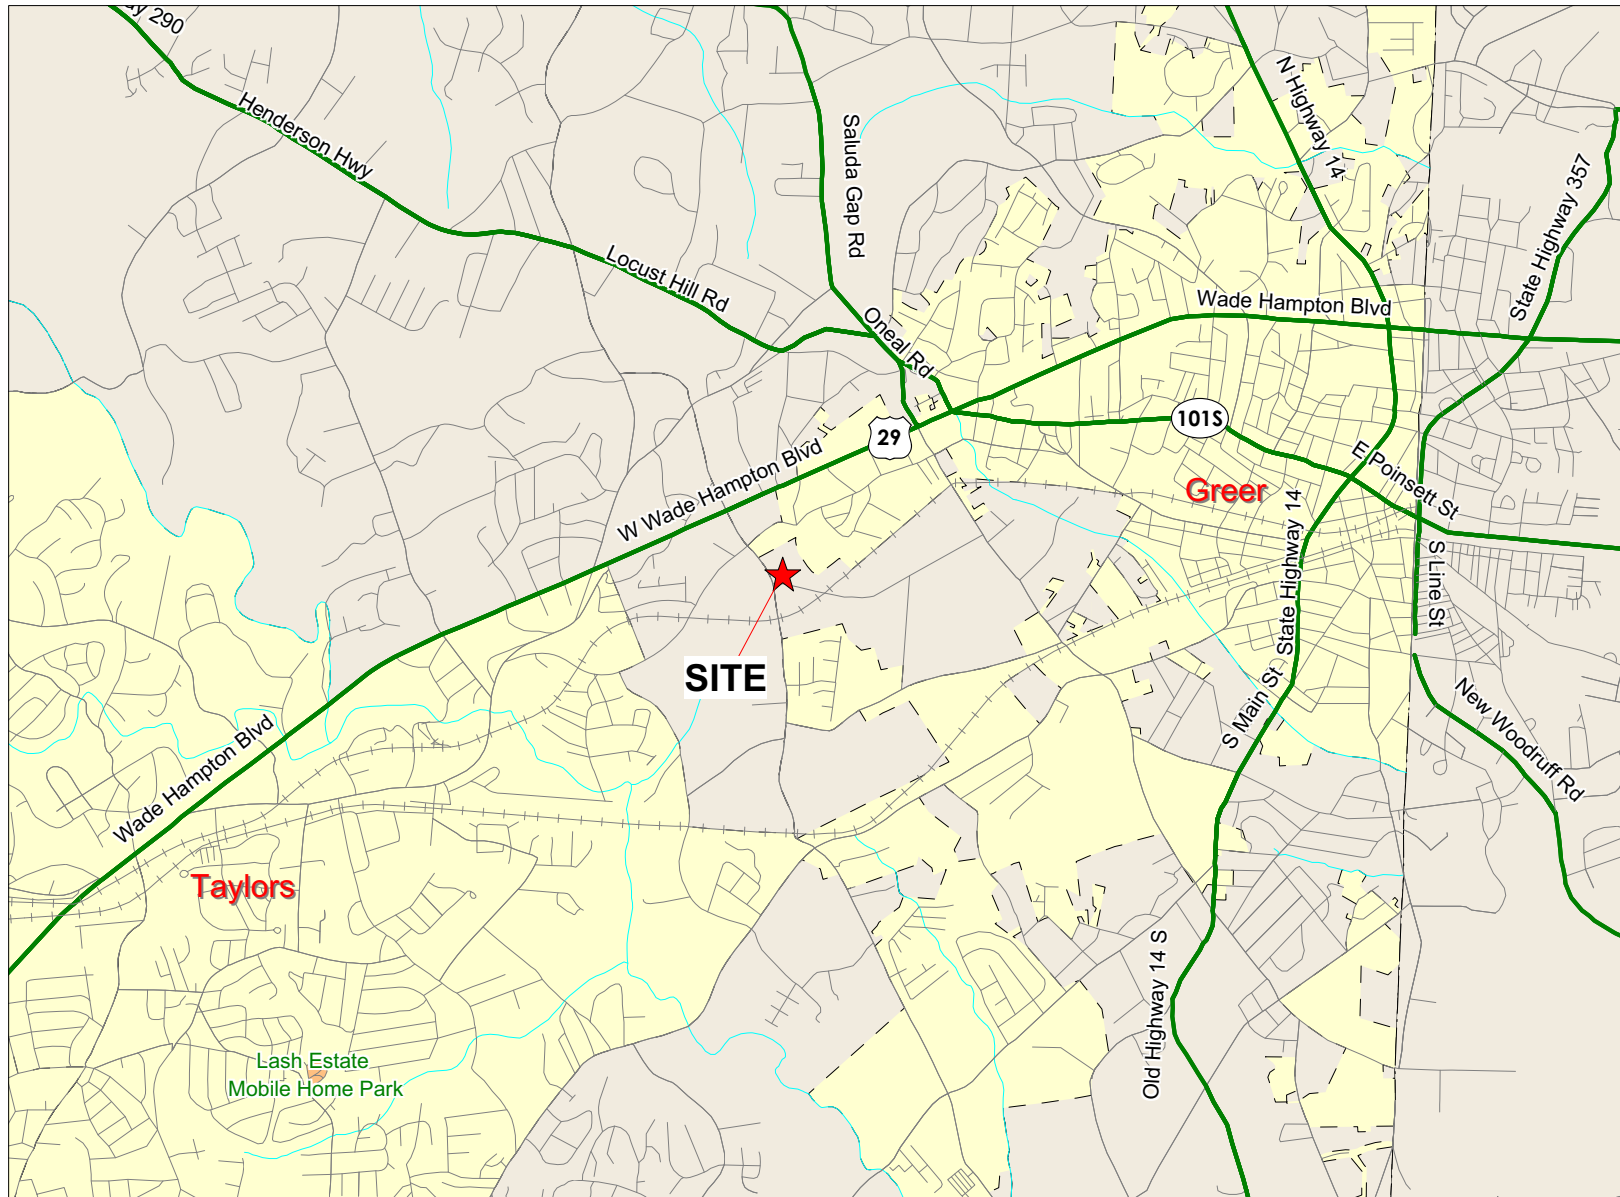 290
Henderson Hwy
Locust Hill Rd
Saluda Gap Rd
Oneal Rd
N Highway 14
State Highway 357
Wade Hampton Blvd
101S
29
W Wade Hampton Blvd
E Poinsett St
Greer
State Highway 14
S Line St
SITE
S Main St
New Woodruff Rd
Wade Hampton Blvd
Taylors
Old Highway 14 S
Lash Estate
Mobile Home Park